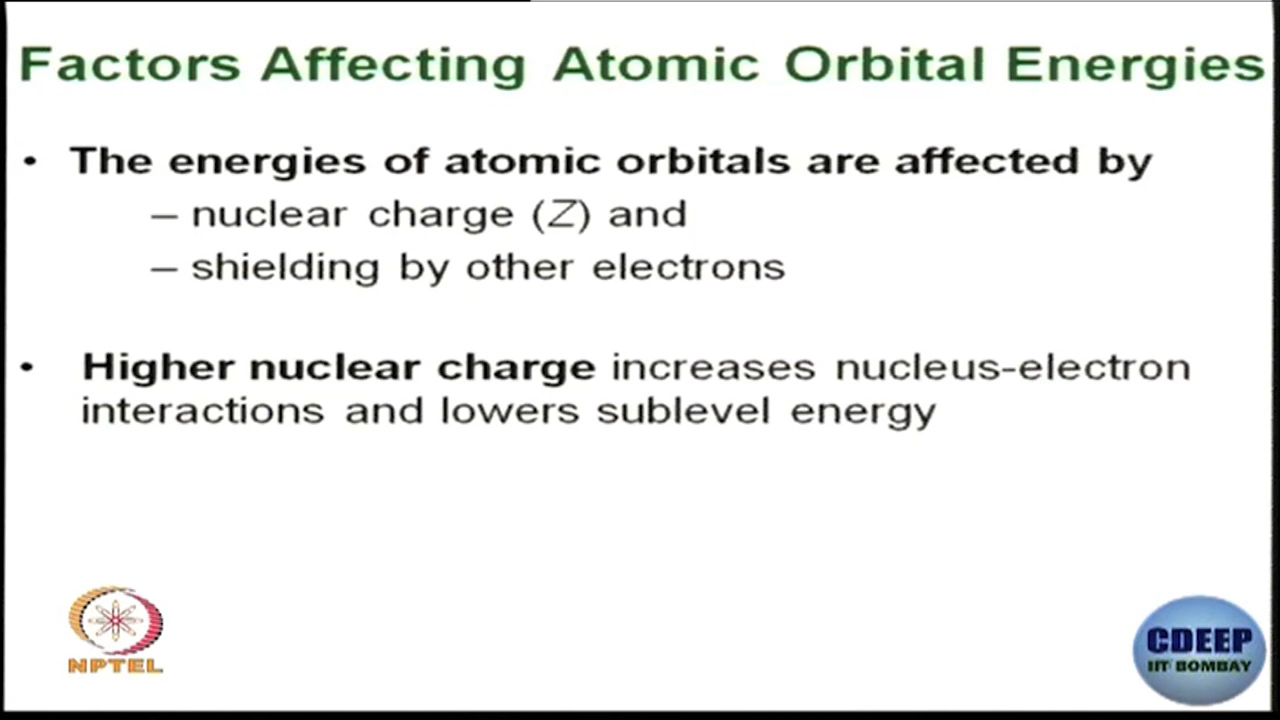 Factors Affecting Atomic Orbital Energies
• The energies of atomic orbitals are affected by
– nuclear charge (Z) and
– shielding by other electrons
• Higher nuclear charge increases nucleus-electron
interactions and lowers sublevel energy
NPTEL
CDEEP
IIT BOMBAY